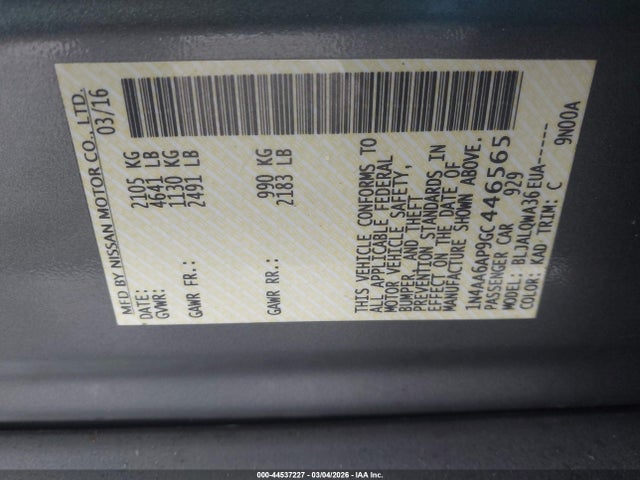 MFD BY NISSAN MOTOR CO., LTD.
DATE: 03/16
GVWR: 2105 KG
4641 LB
GAWR FR.: 1130 KG
2491 LB
GAWR RR.: 990 KG
2183 LB
THIS VEHICLE CONFORMS TO
ALL APPLICABLE FEDERAL
MOTOR VEHICLE SAFETY,
BUMPER, AND THEFT
PREVENTION STANDARDS IN
EFFECT ON THE DATE OF
MANUFACTURE SHOWN ABOVE.
1N4AA6AP9GC446565
PASSENGER CAR 929
MODEL: BLJALQWA36EUA-----
COLOR: KAD TRIM: C 9N00A
000-44537227 - 03/04/2026 - IAA Inc.